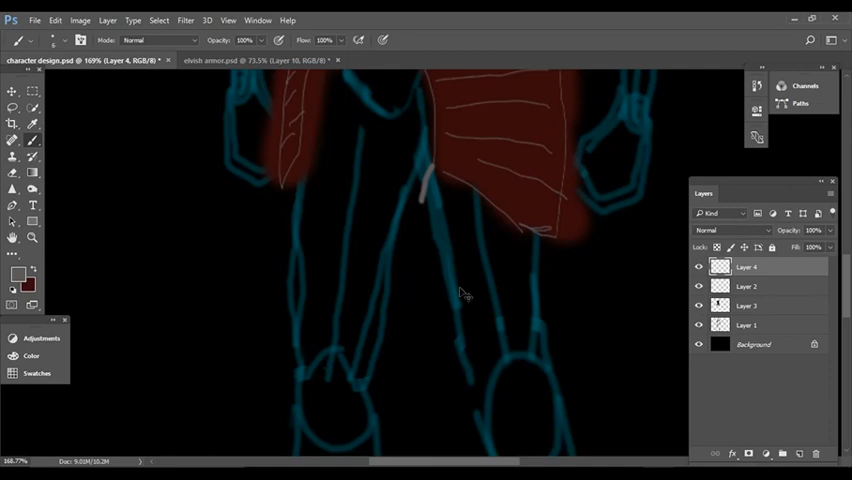 Ps File Edit Image Layer Type Select Filter 3D View Window Help
6 Mode: Normal Opacity: 100% Flow: 100%
character design.psd @ 169% (Layer 4, RGB/8) * × elvish armor.psd @ 73.5% (Layer 10, RGB/8) * ×
Channels
Paths
Layers
Kind
Normal Opacity: 100%
Lock: Fill: 100%
Layer 4
Layer 2
Layer 3
Layer 1
Background
Adjustments
Color
Swatches
168.77% Doc: 9.01M/10.2M
fx